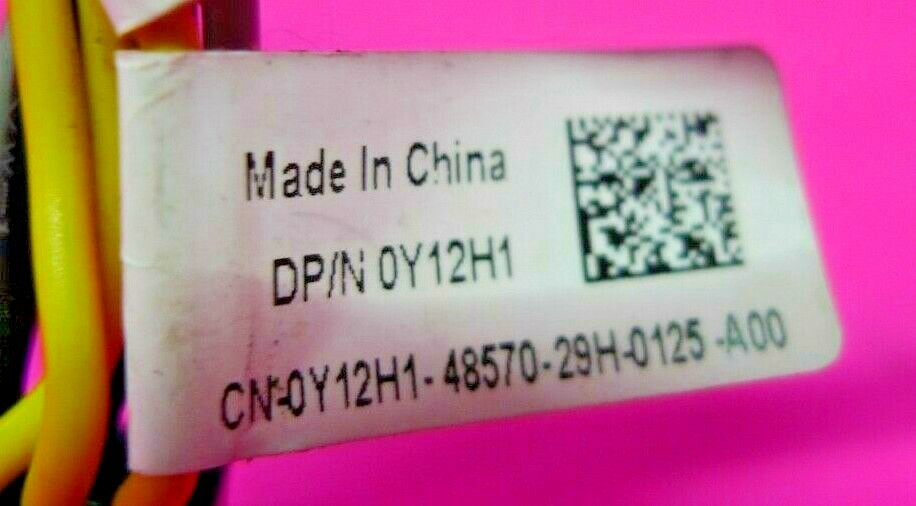 Made In China
DP/N 0Y12H1
CN-0Y12H1-48570-29H-0125-A00